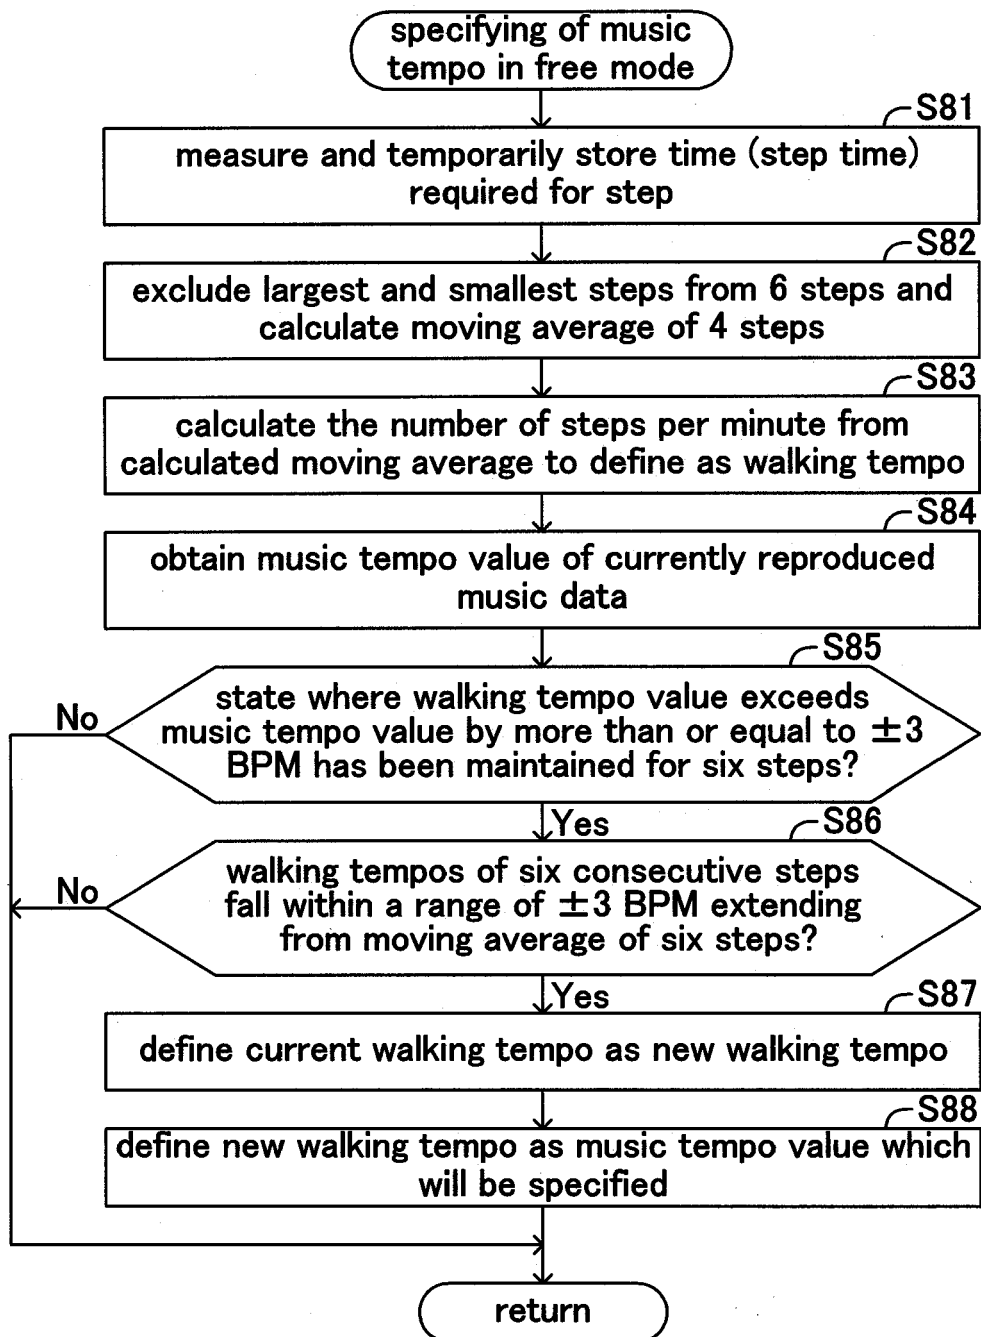 specifying of music
tempo in free mode
S81
measure and temporarily store time (step time)
required for step
S82
exclude largest and smallest steps from 6 steps and
calculate moving average of 4 steps
S83
calculate the number of steps per minute from
calculated moving average to define as walking tempo
S84
obtain music tempo value of currently reproduced
music data
S85
state where walking tempo value exceeds
music tempo value by more than or equal to ±3
BPM has been maintained for six steps?
No
Yes
S86
walking tempos of six consecutive steps
fall within a range of ±3 BPM extending
from moving average of six steps?
No
Yes
S87
define current walking tempo as new walking tempo
S88
define new walking tempo as music tempo value which
will be specified
return